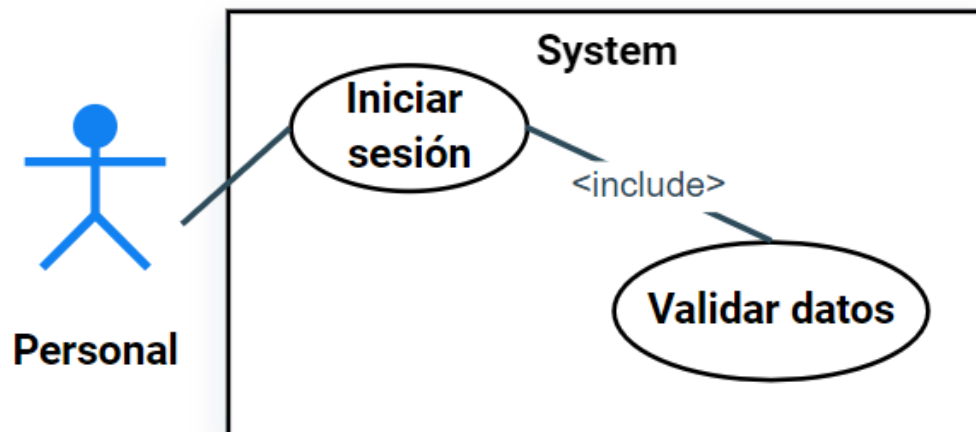 System
Iniciar
sesión
<include>
Validar datos
Personal